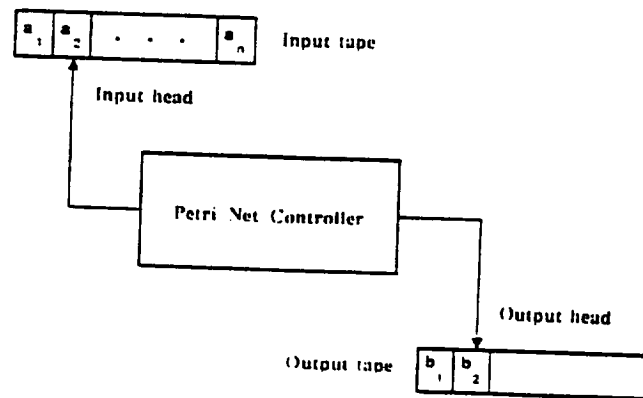 a1 a2 . . . an Input tape
Input head
Petri Net Controller
Output head
Output tape b1 b2